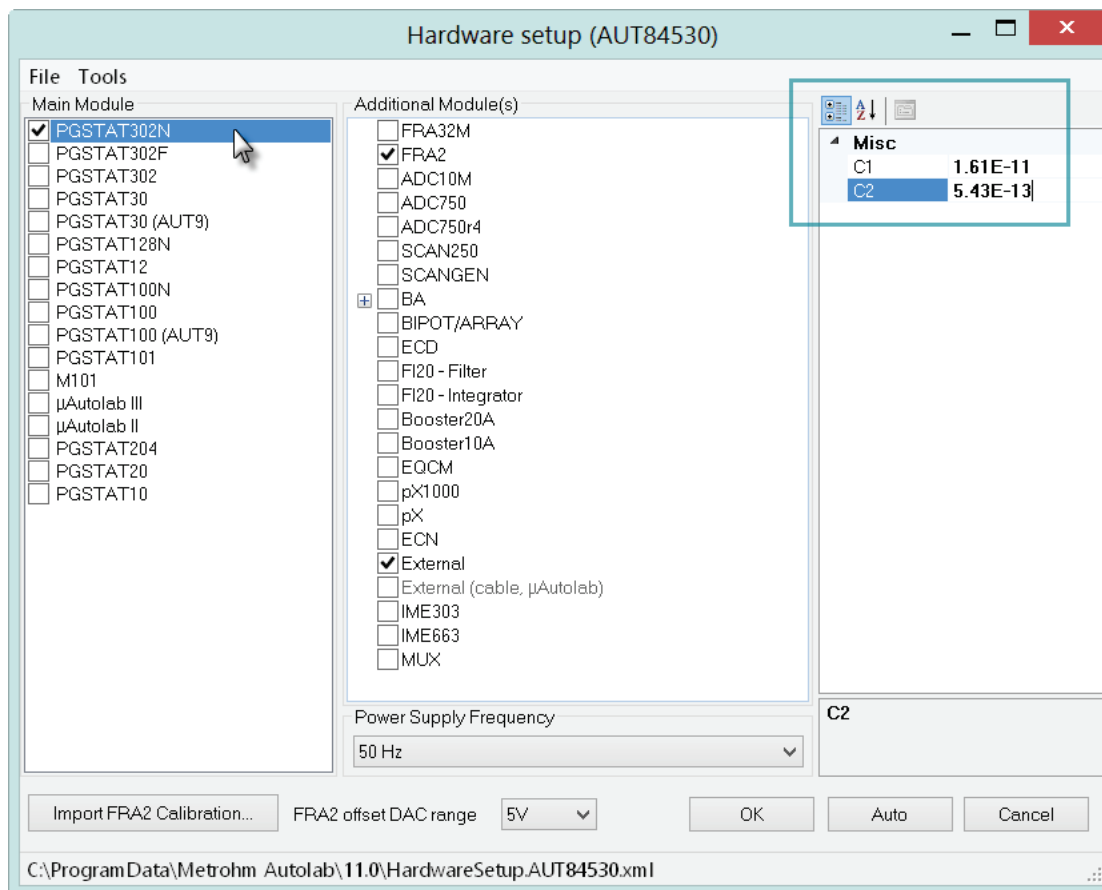 Hardware setup (AUT84530)
File Tools
Main Module
PGSTAT302N
PGSTAT302F
PGSTAT302
PGSTAT30
PGSTAT30 (AUT9)
PGSTAT128N
PGSTAT12
PGSTAT100N
PGSTAT100
PGSTAT100 (AUT9)
PGSTAT101
M101
µAutolab III
µAutolab II
PGSTAT204
PGSTAT20
PGSTAT10
Additional Module(s)
FRA32M
FRA2
ADC10M
ADC750
ADC750r4
SCAN250
SCANGEN
BA
BIPOT/ARRAY
ECD
FI20 - Filter
FI20 - Integrator
Booster20A
Booster10A
EQCM
pX1000
pX
ECN
External
External (cable, µAutolab)
IME303
IME663
MUX
Power Supply Frequency
50 Hz
Misc
C1 1.61E-11
C2 5.43E-13
C2
Import FRA2 Calibration...
FRA2 offset DAC range 5V
OK
Auto
Cancel
C:\ProgramData\Metrohm Autolab\11.0\HardwareSetup.AUT84530.xml